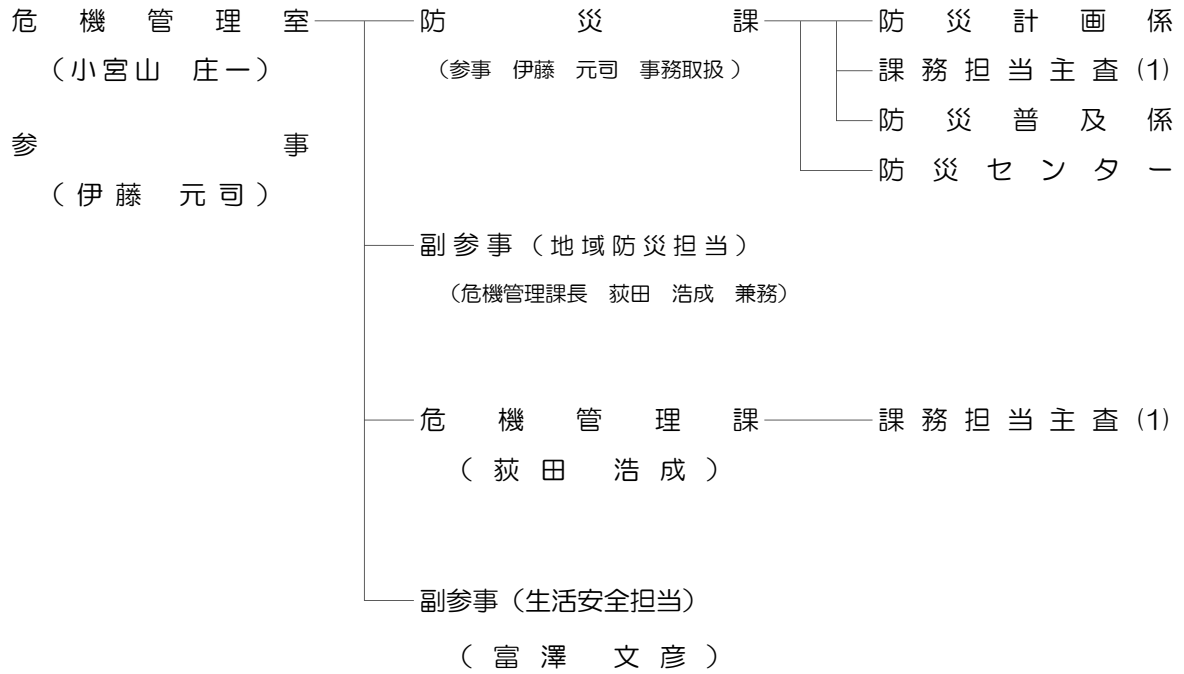 危機管理室 防災課 防災計画係
（小宮山 庄一） （参事 伊藤 元司 事務取扱） 課務担当主査(1)
防災普及係
参事
防災センター
（伊藤 元司）
副参事（地域防災担当）
（危機管理課長 荻田 浩成 兼務）
危機管理課 課務担当主査(1)
（荻田 浩成）
副参事（生活安全担当）
（富澤 文彦）